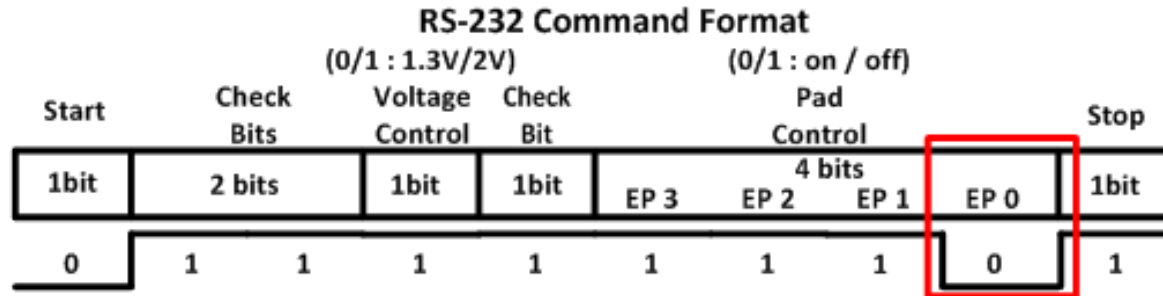 RS-232 Command Format
(0/1 : 1.3V/2V) (0/1 : on / off)
Start Check Bits Voltage Control Check Bit Pad Control Stop
1bit 2 bits 1bit 1bit 4 bits 1bit
EP 3 EP 2 EP 1 EP 0
0 1 1 1 1 1 1 1 0 1